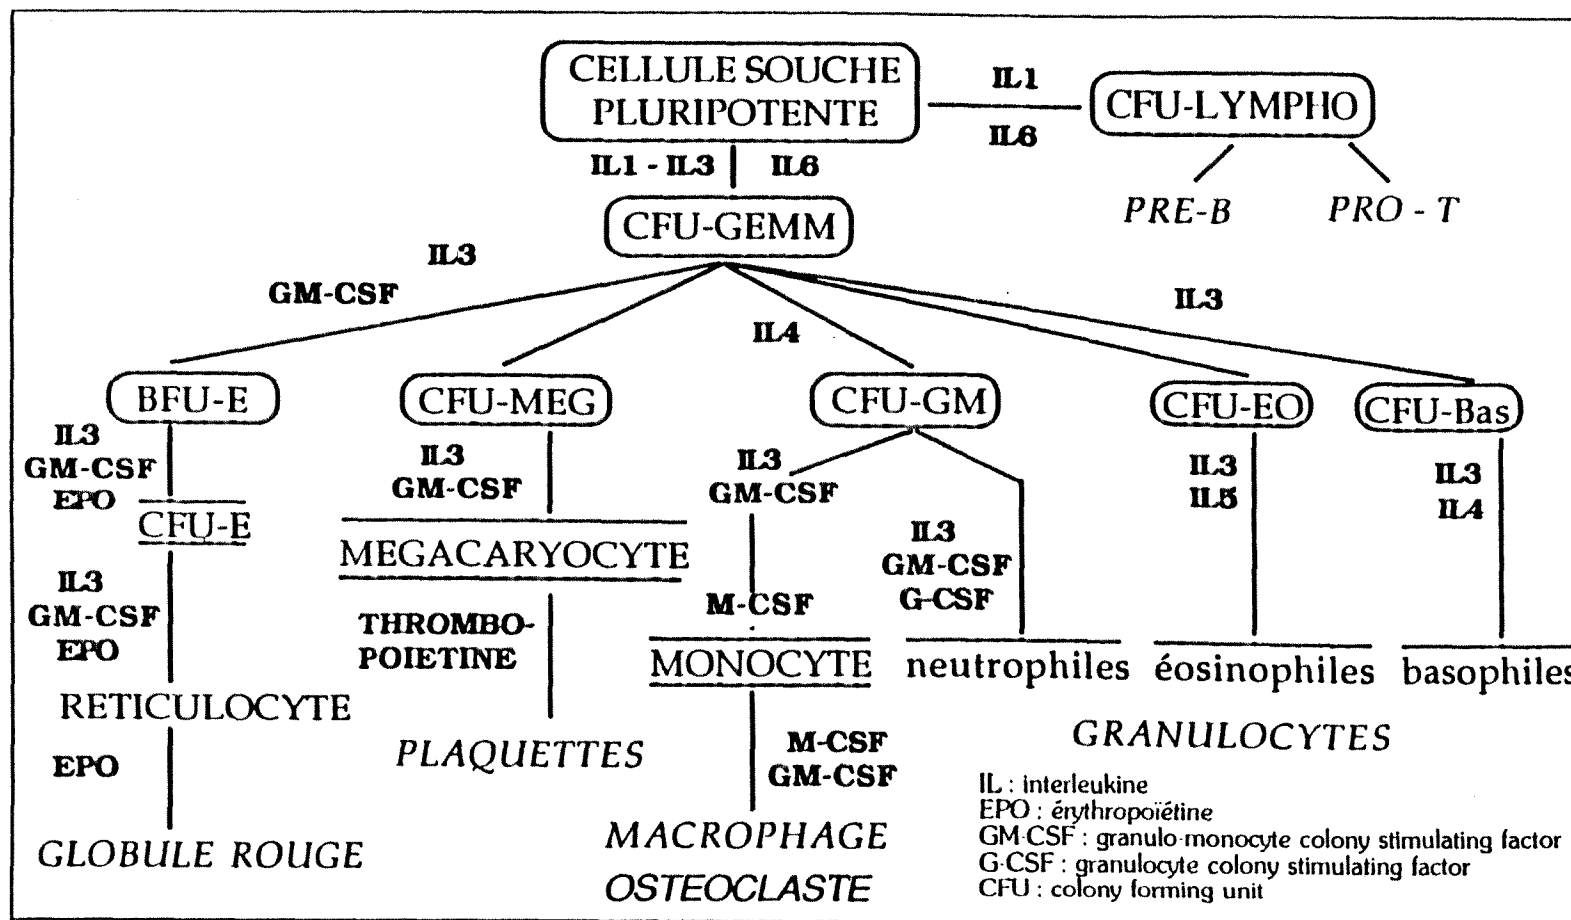 CELLULE SOUCHE
PLURIPOTENTE
IL1
IL6
CFU-LYMPHO
IL1 - IL3 IL6
PRE-B PRO - T
CFU-GEMM
IL3
GM-CSF
IL4
IL3
BFU-E CFU-MEG CFU-GM CFU-EO CFU-Bas
IL3
GM-CSF
EPO
CFU-E
IL3
GM-CSF
EPO
RETICULOCYTE
EPO
GLOBULE ROUGE
IL3
GM-CSF
MEGACARYOCYTE
THROMBO-
POIETINE
PLAQUETTES
IL3
GM-CSF
M-CSF
MONOCYTE
M-CSF
GM-CSF
MACROPHAGE
OSTEOCLASTE
IL3
GM-CSF
G-CSF
neutrophiles
IL3
IL5
éosinophiles
IL3
IL4
basophiles
GRANULOCYTES
IL : interleukine
EPO : érythropoïétine
GM-CSF : granulo-monocyte colony stimulating factor
G-CSF : granulocyte colony stimulating factor
CFU : colony forming unit